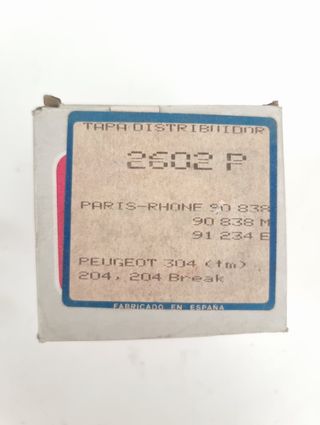 TAPA DISTRIBUIDOR
2602 P
PARIS-RHONE 90 838
90 838 M
91 234 E
PEUGEOT 304 (tm)
204, 204 Break
FABRICADO EN ESPAÑA